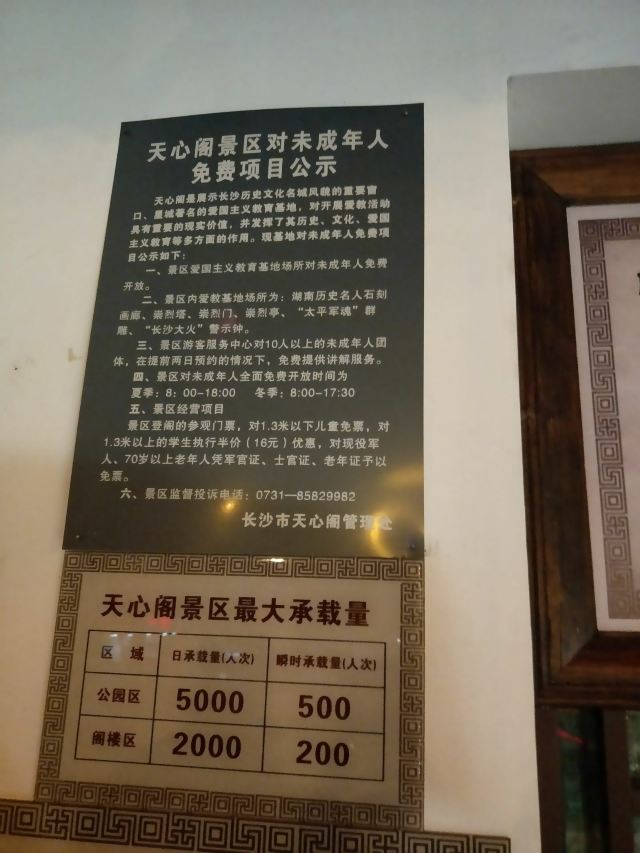 天心阁景区对未成年人
免费项目公示
天心阁是展示长沙历史文化名城风貌的重要窗
口、星城著名的爱国主义教育基地，对开展爱教活动
具有重要的现实价值，并发挥了其历史、文化、爱国
主义教育等多方面的作用。现基地对未成年人免费项
目公示如下：
一、景区爱国主义教育基地场所对未成年人免费
开放。
二、景区内爱教基地场所为：湖南历史名人石刻
画廊、崇烈塔、崇烈门、崇烈亭、“太平军魂”群
雕、“长沙大火”警示钟。
三、景区游客服务中心对10人以上的未成年人团
体，在提前两日预约的情况下，免费提供讲解服务。
四、景区对未成年人全面免费开放时间为
夏季：8：00-18:00 冬季：8:00-17:30
五、景区经营项目
景区登阁的参观门票，对1.3米以下儿童免票，对
1.3米以上的学生执行半价（16元）优惠，对现役军
人、70岁以上老年人凭军官证、士官证、老年证予以
免票。
六、景区监督投诉电话：0731—85829982
长沙市天心阁管理处
天心阁景区最大承载量
区 域 日承载量(人次) 瞬时承载量(人次)
公园区 5000 500
阁楼区 2000 200